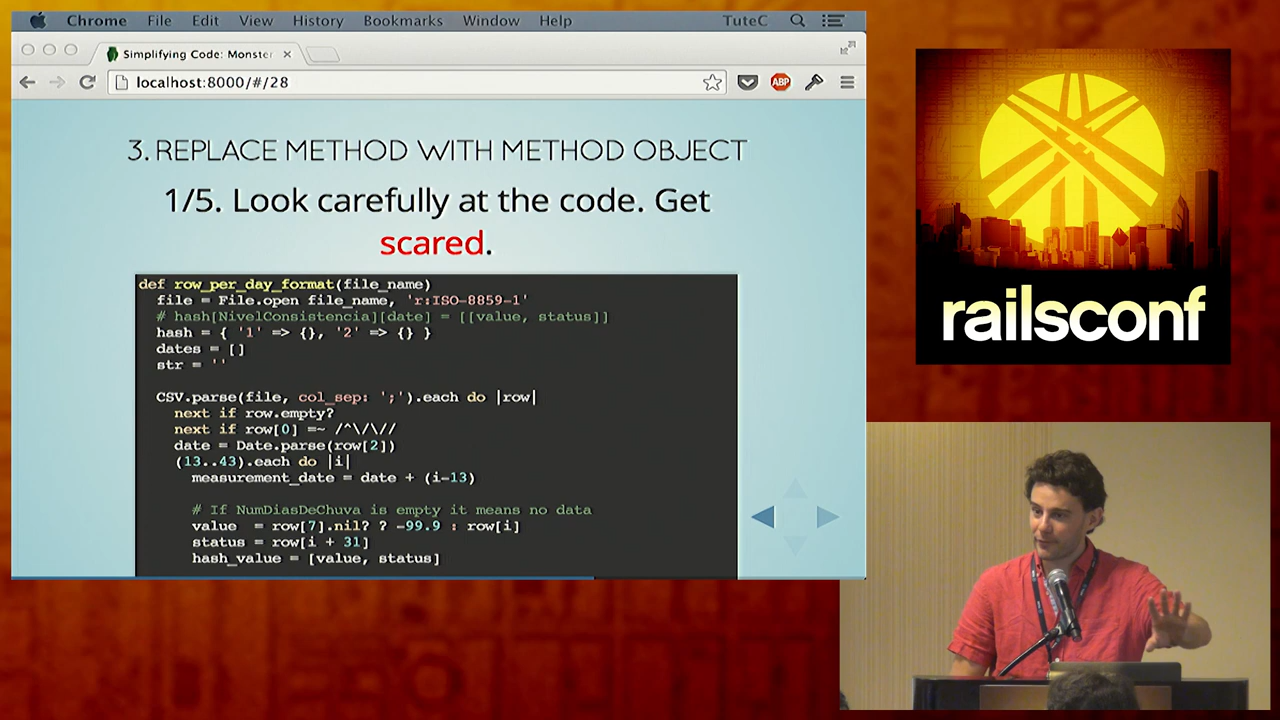 Chrome File Edit View History Bookmarks Window Help TuteC
Simplifying Code: Monster
localhost:8000/#/28
ABP
3. REPLACE METHOD WITH METHOD OBJECT
1/5. Look carefully at the code. Get
scared.
def row_per_day_format(file_name)
file = File.open file_name, 'r:ISO-8859-1'
# hash[NivelConsistencia][date] = [[value, status]]
hash = { '1' => {}, '2' => {} }
dates = []
str = ''
CSV.parse(file, col_sep: ';').each do |row|
next if row.empty?
next if row[0] =~ /^\/\//
date = Date.parse(row[2])
(13..43).each do |i|
measurement_date = date + (i-13)
# If NumDiasDeChuva is empty it means no data
value  = row[7].nil? ? -99.9 : row[i]
status = row[i + 31]
hash_value = [value, status]
railsconf